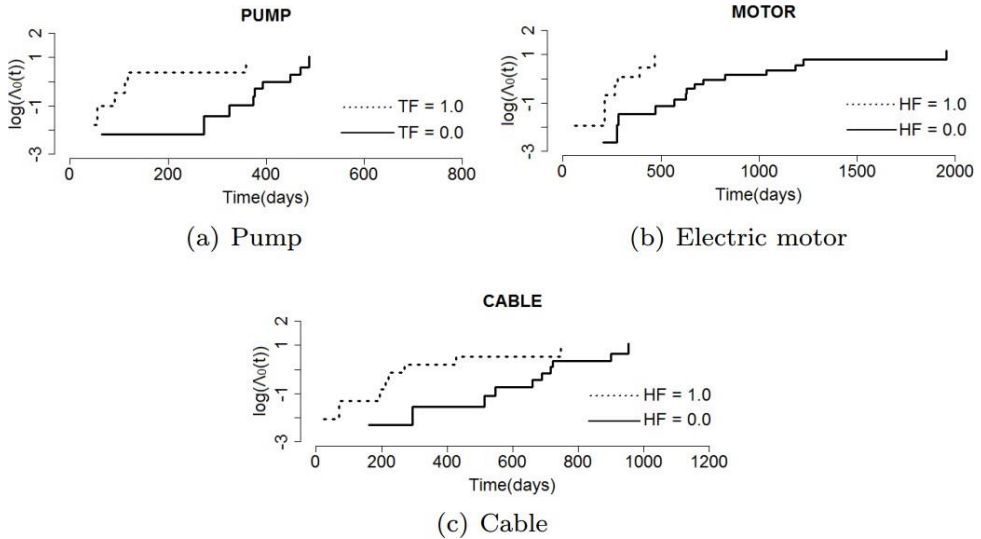 PUMP
log(Λ₀(t))
2
1
-1
-3
TF = 1.0
TF = 0.0
0 200 400 600 800
Time(days)
(a) Pump
MOTOR
log(Λ₀(t))
2
1
-1
-3
HF = 1.0
HF = 0.0
0 500 1000 1500 2000
Time(days)
(b) Electric motor
CABLE
log(Λ₀(t))
2
1
-1
-3
HF = 1.0
HF = 0.0
0 200 400 600 800 1000 1200
Time(days)
(c) Cable